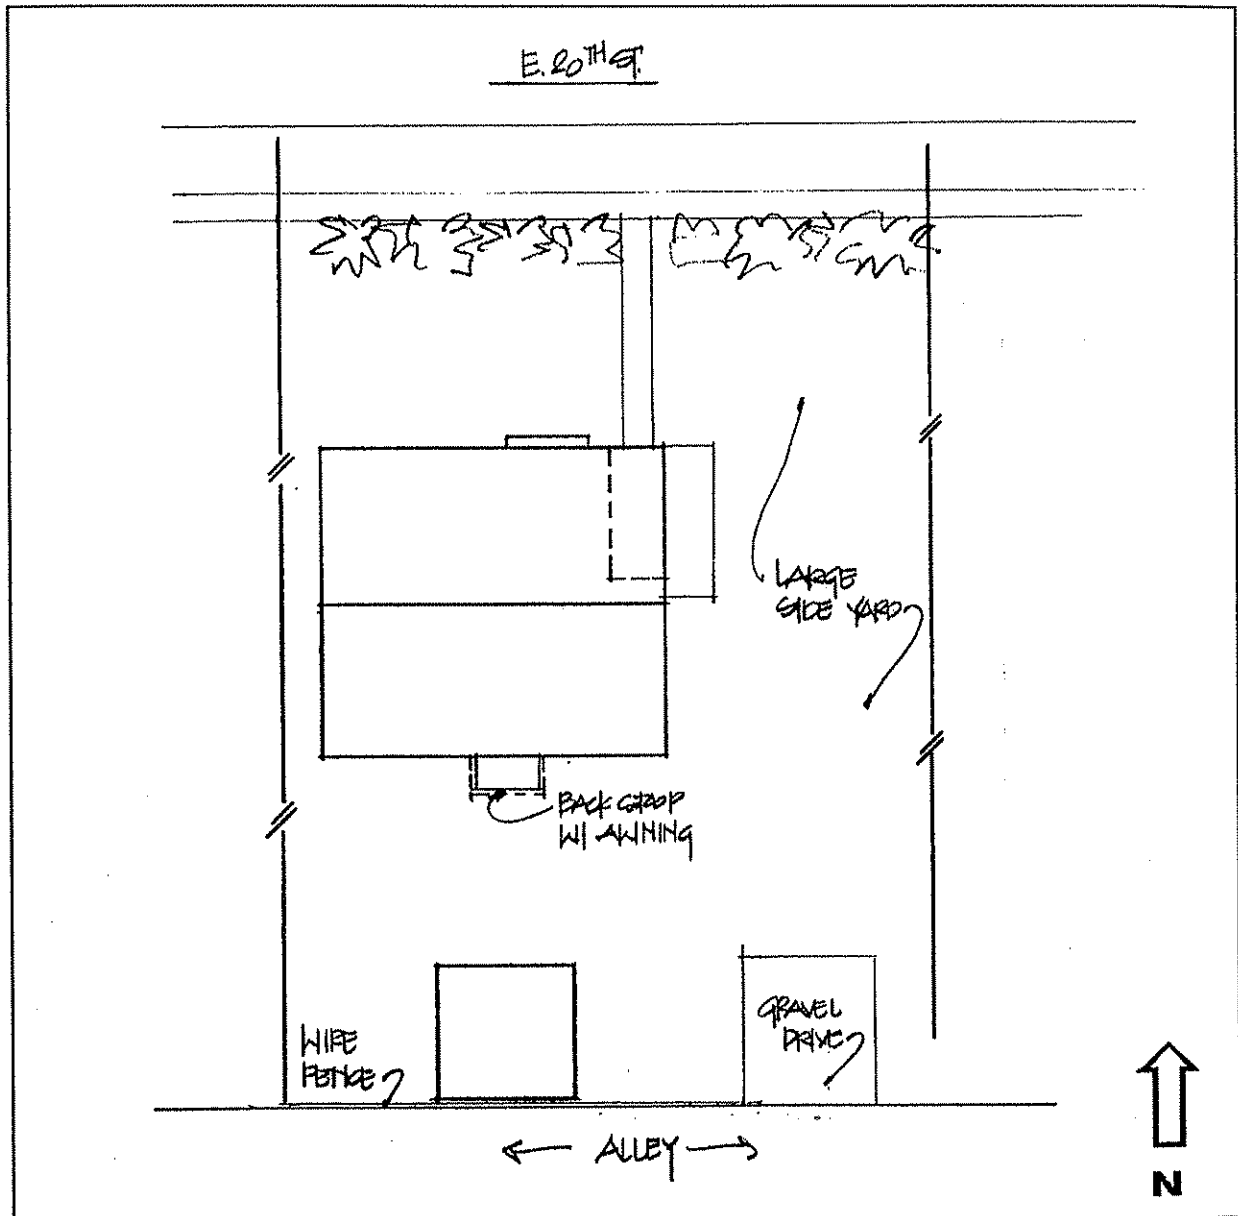 E. 20TH ST.
LARGE
SIDE YARD
BACK STOOP
W/ AWNING
WIRE
FENCE
GRAVEL
DRIVE
ALLEY
N